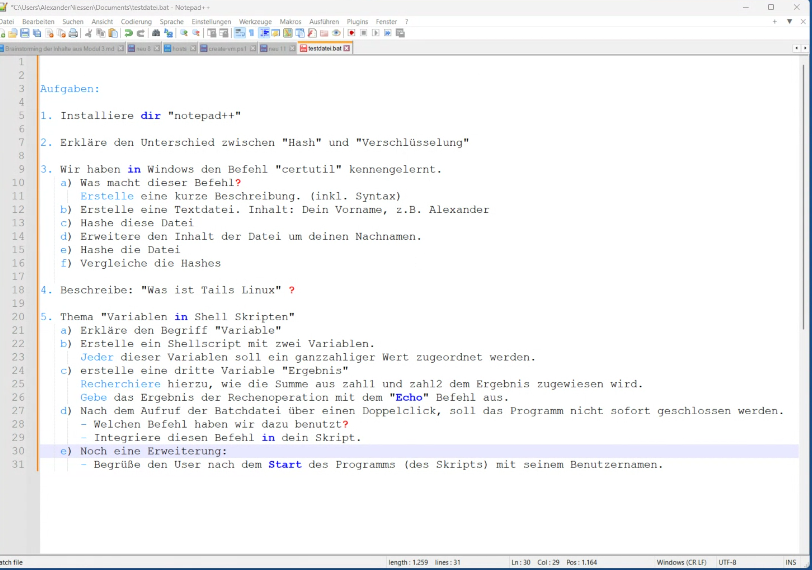 *C:\Users\AlexanderNiessen\Documents\testdatei.bat - Notepad++
Datei Bearbeiten Suchen Ansicht Codierung Sprache Einstellungen Werkzeuge Makros Ausführen Plugins Fenster ?
Brainstorming der Inhalte aus Modul 3.md neu 8 hosts create-vm.ps1 neu 11 testdatei.bat
1
2
3 Aufgaben:
4
5 1. Installiere dir "notepad++"
6
7 2. Erkläre den Unterschied zwischen "Hash" und "Verschlüsselung"
8
9 3. Wir haben in Windows den Befehl "certutil" kennengelernt.
10 a) Was macht dieser Befehl?
11 Erstelle eine kurze Beschreibung. (inkl. Syntax)
12 b) Erstelle eine Textdatei. Inhalt: Dein Vorname, z.B. Alexander
13 c) Hashe diese Datei
14 d) Erweitere den Inhalt der Datei um deinen Nachnamen.
15 e) Hashe die Datei
16 f) Vergleiche die Hashes
17
18 4. Beschreibe: "Was ist Tails Linux" ?
19
20 5. Thema "Variablen in Shell Skripten"
21 a) Erkläre den Begriff "Variable"
22 b) Erstelle ein Shellscript mit zwei Variablen.
23 Jeder dieser Variablen soll ein ganzzahliger Wert zugeordnet werden.
24 c) erstelle eine dritte Variable "Ergebnis"
25 Recherchiere hierzu, wie die Summe aus zahl1 und zahl2 dem Ergebnis zugewiesen wird.
26 Gebe das Ergebnis der Rechenoperation mit dem "Echo" Befehl aus.
27 d) Nach dem Aufruf der Batchdatei über einen Doppelclick, soll das Programm nicht sofort geschlossen werden.
28 - Welchen Befehl haben wir dazu benutzt?
29 - Integriere diesen Befehl in dein Skript.
30 e) Noch eine Erweiterung:
31 - Begrüße den User nach dem Start des Programms (des Skripts) mit seinem Benutzernamen.
atch file length : 1.259 lines : 31 Ln : 30 Col : 29 Pos : 1.164 Windows (CR LF) UTF-8 INS